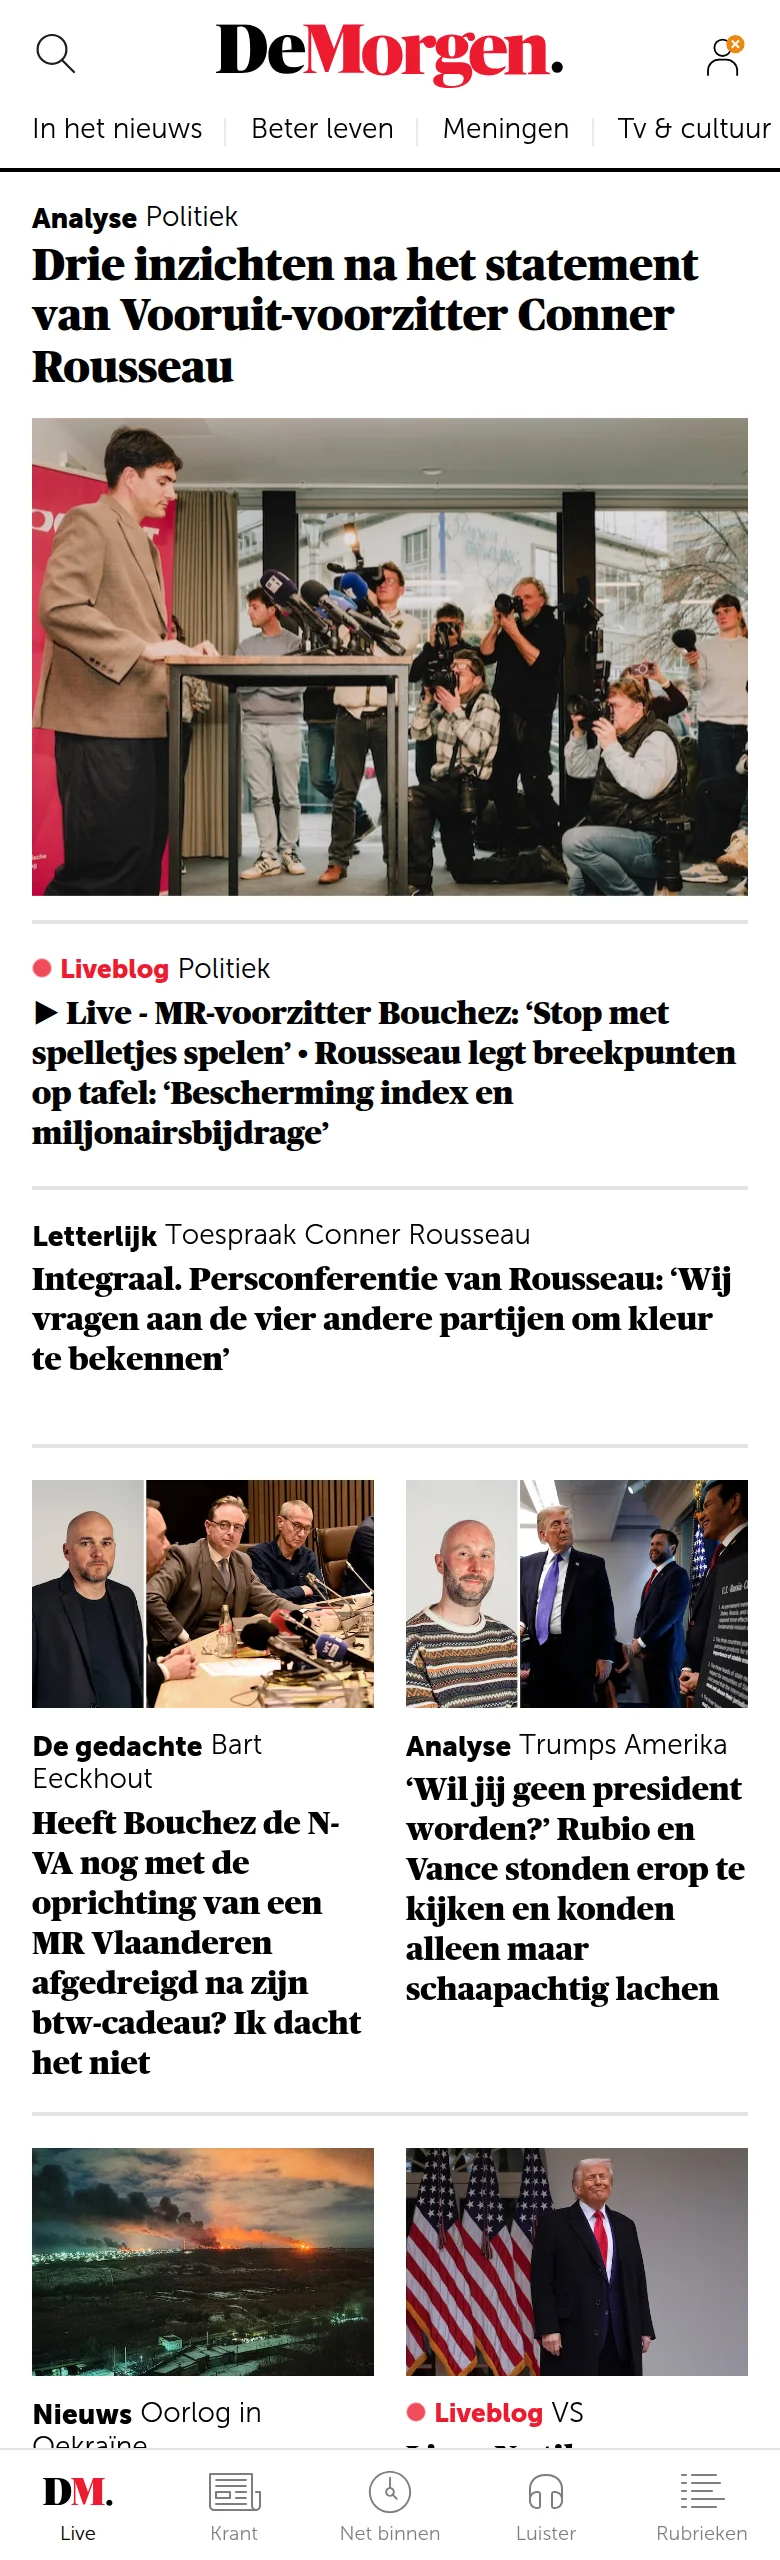 DeMorgen.
In het nieuws
Beter leven
Meningen
Tv & cultuur
Analyse Politiek
Drie inzichten na het statement
van Vooruit-voorzitter Conner
Rousseau
Liveblog Politiek
▶ Live - MR-voorzitter Bouchez: ‘Stop met
spelletjes spelen’ • Rousseau legt breekpunten
op tafel: ‘Bescherming index en
miljonairsbijdrage’
Letterlijk Toespraak Conner Rousseau
Integraal. Persconferentie van Rousseau: ‘Wij
vragen aan de vier andere partijen om kleur
te bekennen’
De gedachte Bart
Eeckhout
Heeft Bouchez de N-
VA nog met de
oprichting van een
MR Vlaanderen
afgedreigd na zijn
btw-cadeau? Ik dacht
het niet
Analyse Trumps Amerika
‘Wil jij geen president
worden?’ Rubio en
Vance stonden erop te
kijken en konden
alleen maar
schaapachtig lachen
Nieuws Oorlog in
Oekraïne
Liveblog VS
DM.
Live
Krant
Net binnen
Luister
Rubrieken